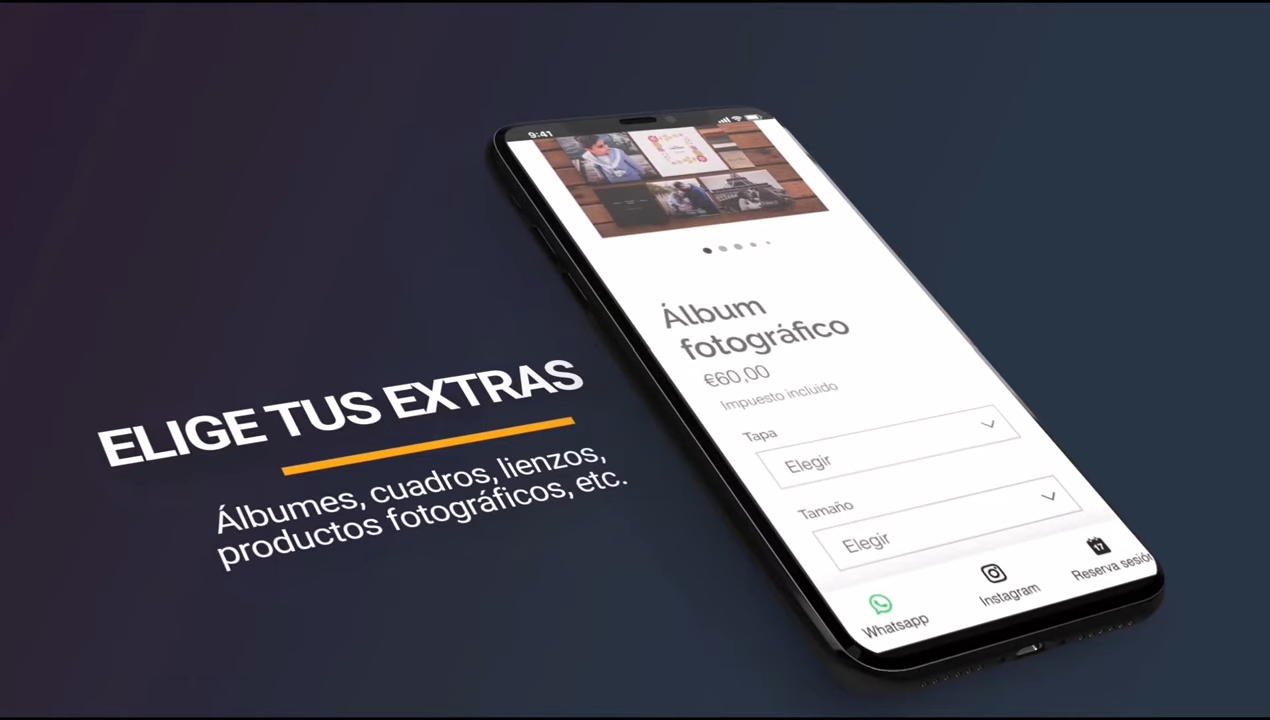 9:41
Álbum
fotográfico
€60,00
Impuesto incluido
Tapa
Elegir
Tamaño
Elegir
Whatsapp
Instagram
17
Reserva sesión
ELIGE TUS EXTRAS
Álbumes, cuadros, lienzos,
productos fotográficos, etc.